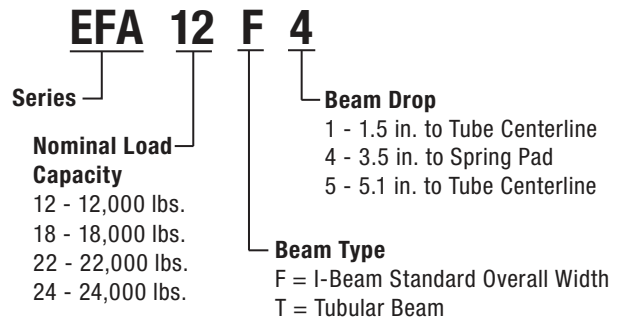 EFA 12 F 4
Series
Nominal Load
Capacity
12 - 12,000 lbs.
18 - 18,000 lbs.
22 - 22,000 lbs.
24 - 24,000 lbs.
Beam Drop
1 - 1.5 in. to Tube Centerline
4 - 3.5 in. to Spring Pad
5 - 5.1 in. to Tube Centerline
Beam Type
F = I-Beam Standard Overall Width
T = Tubular Beam